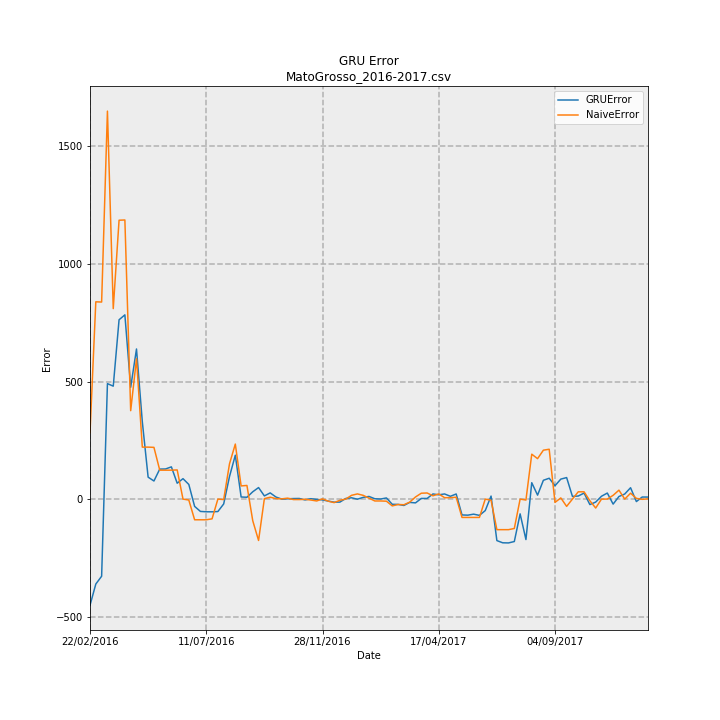 GRU Error
MatoGrosso_2016-2017.csv
GRUError
NaiveError
1500
1000
500
0
−500
Error
22/02/2016
11/07/2016
28/11/2016
17/04/2017
04/09/2017
Date